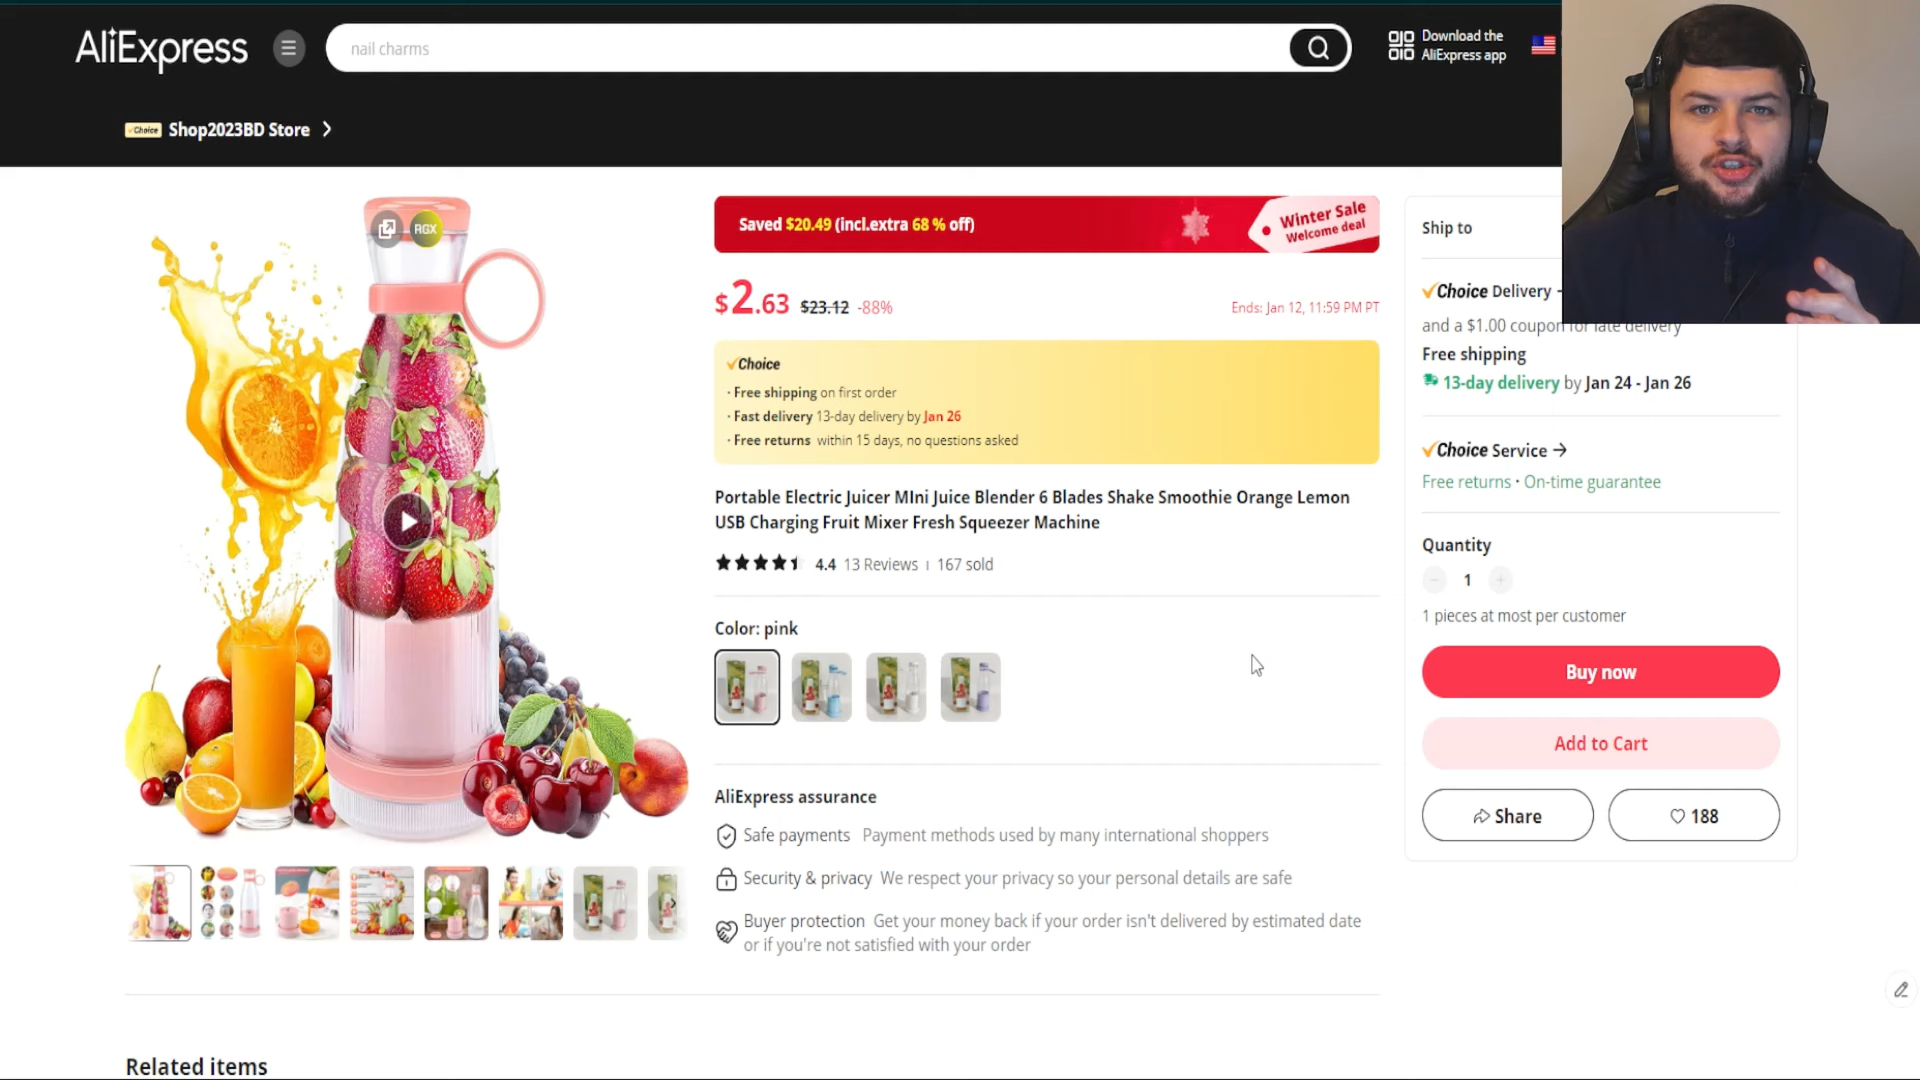 AliExpress
nail charms
Download the
AliExpress app
Choice Shop2023BD Store
RGX
Saved $20.49 (incl.extra 68 % off)
Winter Sale
Welcome deal
$2.63 $23.12 -88%
Ends: Jan 12, 11:59 PM PT
Choice
· Free shipping on first order
· Fast delivery 13-day delivery by Jan 26
· Free returns within 15 days, no questions asked
Portable Electric Juicer MIni Juice Blender 6 Blades Shake Smoothie Orange Lemon
USB Charging Fruit Mixer Fresh Squeezer Machine
4.4 13 Reviews 167 sold
Color: pink
AliExpress assurance
Safe payments Payment methods used by many international shoppers
Security & privacy We respect your privacy so your personal details are safe
Buyer protection Get your money back if your order isn't delivered by estimated date
or if you're not satisfied with your order
Ship to
Choice Delivery -
and a $1.00 coupon for late delivery
Free shipping
13-day delivery by Jan 24 - Jan 26
Choice Service
Free returns · On-time guarantee
Quantity
- 1 +
1 pieces at most per customer
Buy now
Add to Cart
Share
188
Related items